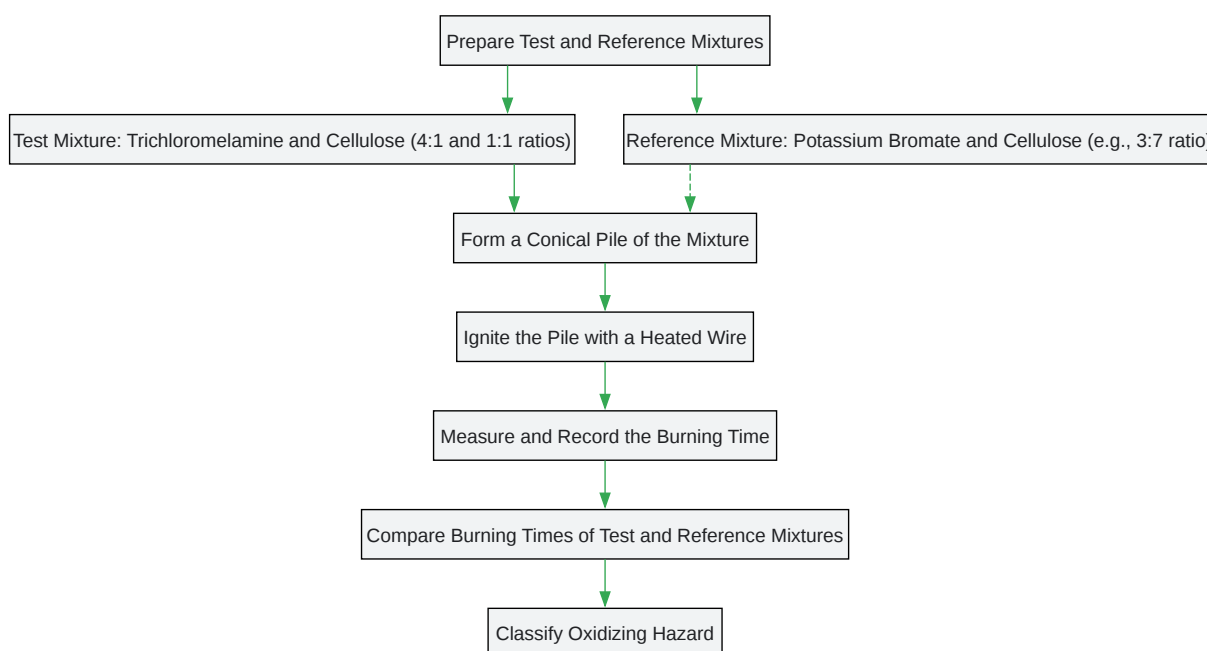 Prepare Test and Reference Mixtures
Test Mixture: Trichloromelamine and Cellulose (4:1 and 1:1 ratios)
Reference Mixture: Potassium Bromate and Cellulose (e.g., 3:7 ratio)
Form a Conical Pile of the Mixture
Ignite the Pile with a Heated Wire
Measure and Record the Burning Time
Compare Burning Times of Test and Reference Mixtures
Classify Oxidizing Hazard